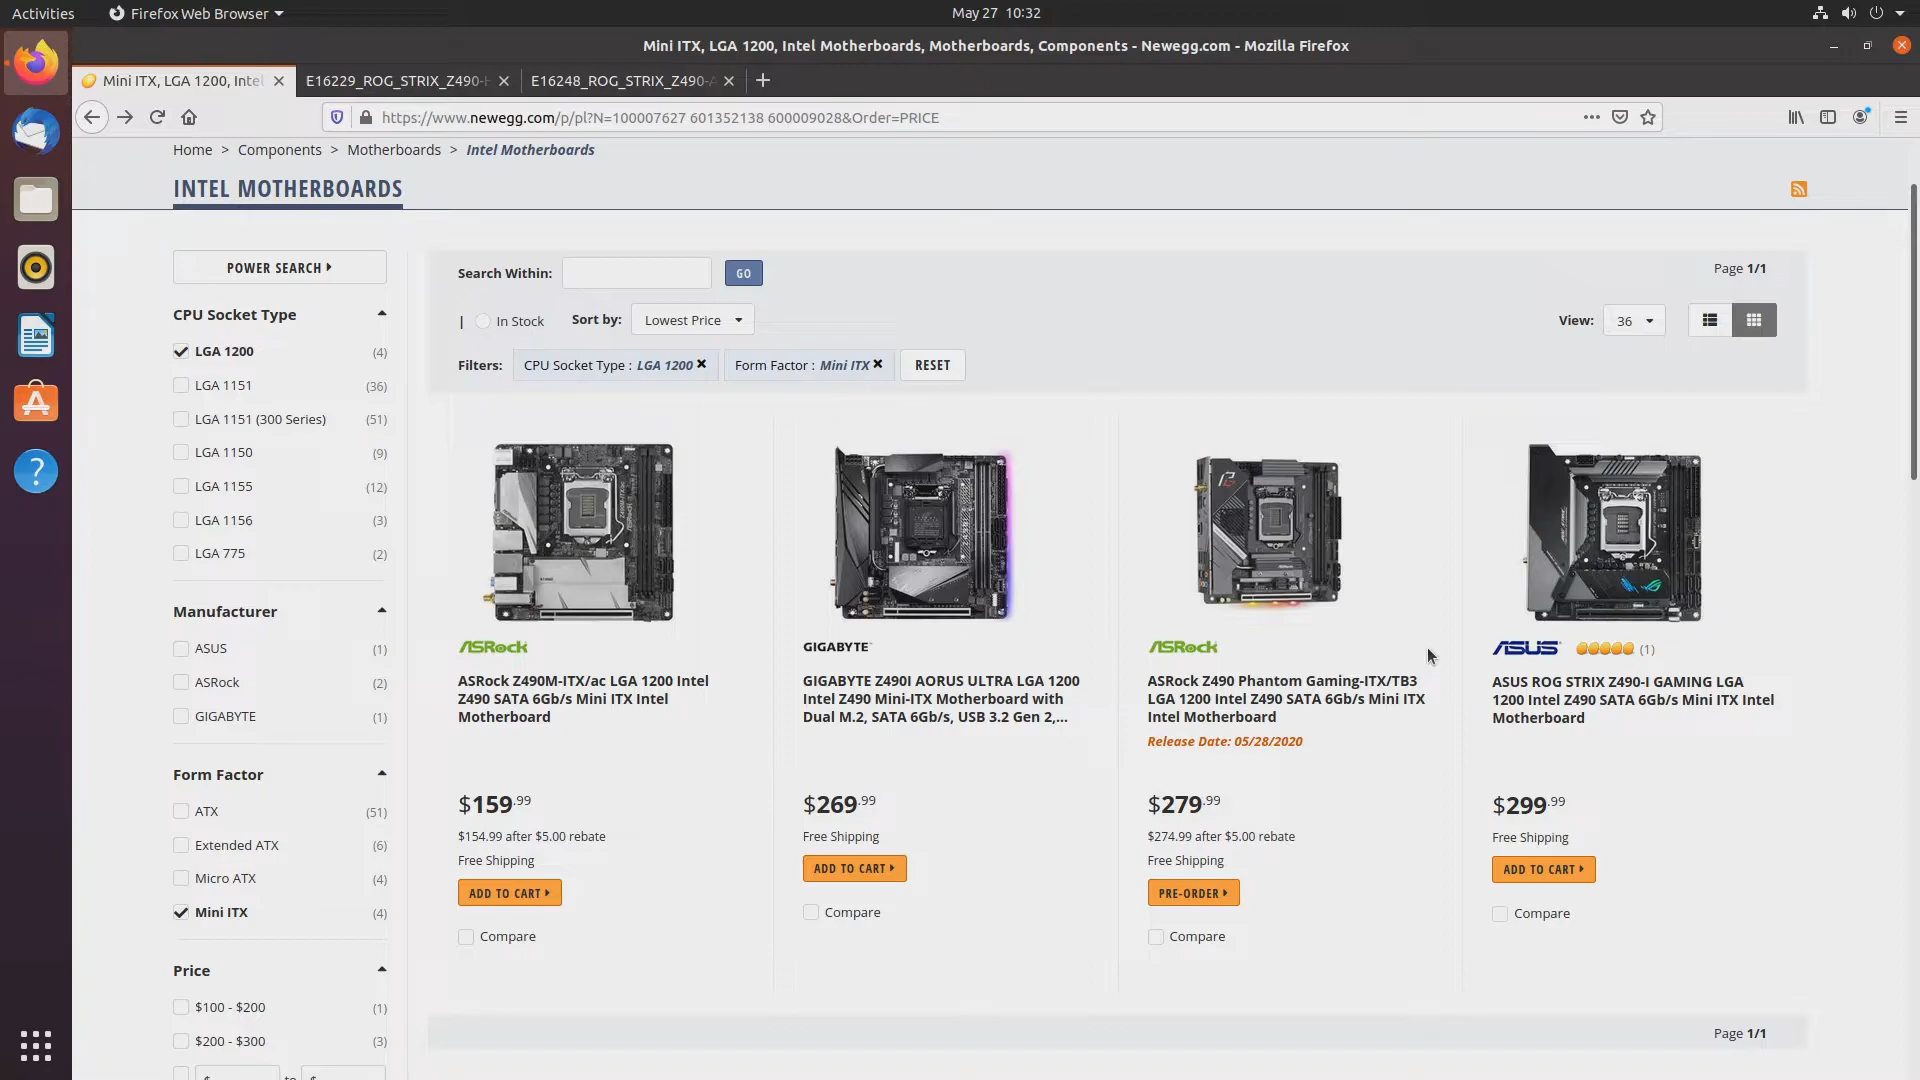 Activities
Firefox Web Browser
May 27 10:32
Mini ITX, LGA 1200, Intel Motherboards, Motherboards, Components - Newegg.com - Mozilla Firefox
Mini ITX, LGA 1200, Intel
E16229_ROG_STRIX_Z490-
E16248_ROG_STRIX_Z490-
https://www.newegg.com/p/pl?N=100007627 601352138 600009028&Order=PRICE
Home > Components > Motherboards > Intel Motherboards
INTEL MOTHERBOARDS
POWER SEARCH
CPU Socket Type
LGA 1200 (4)
LGA 1151 (36)
LGA 1151 (300 Series) (51)
LGA 1150 (9)
LGA 1155 (12)
LGA 1156 (3)
LGA 775 (2)
Manufacturer
ASUS (1)
ASRock (2)
GIGABYTE (1)
Form Factor
ATX (51)
Extended ATX (6)
Micro ATX (4)
Mini ITX (4)
Price
$100 - $200 (1)
$200 - $300 (3)
$ to $
Search Within: GO
Page 1/1
| In Stock Sort by: Lowest Price
View: 36
Filters: CPU Socket Type : LGA 1200 Form Factor : Mini ITX RESET
ASRock
ASRock Z490M-ITX/ac LGA 1200 Intel
Z490 SATA 6Gb/s Mini ITX Intel
Motherboard
$159.99
$154.99 after $5.00 rebate
Free Shipping
ADD TO CART
Compare
GIGABYTE
GIGABYTE Z490I AORUS ULTRA LGA 1200
Intel Z490 Mini-ITX Motherboard with
Dual M.2, SATA 6Gb/s, USB 3.2 Gen 2,...
$269.99
Free Shipping
ADD TO CART
Compare
ASRock
ASRock Z490 Phantom Gaming-ITX/TB3
LGA 1200 Intel Z490 SATA 6Gb/s Mini ITX
Intel Motherboard
Release Date: 05/28/2020
$279.99
$274.99 after $5.00 rebate
Free Shipping
PRE-ORDER
Compare
ASUS (1)
ASUS ROG STRIX Z490-I GAMING LGA
1200 Intel Z490 SATA 6Gb/s Mini ITX Intel
Motherboard
$299.99
Free Shipping
ADD TO CART
Compare
Page 1/1